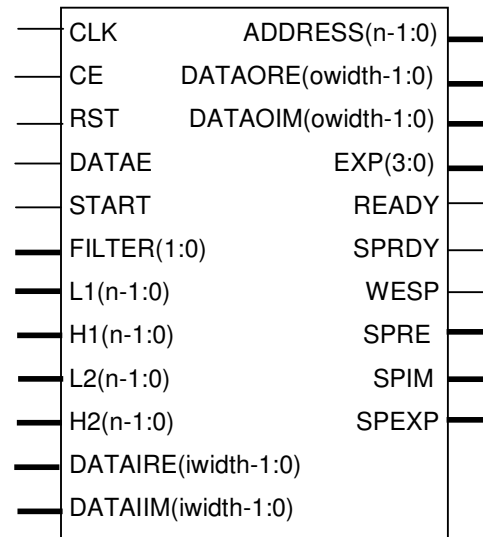 CLK
CE
RST
DATAE
START
FILTER(1:0)
L1(n-1:0)
H1(n-1:0)
L2(n-1:0)
H2(n-1:0)
DATAIRE(iwidth-1:0)
DATAIIM(iwidth-1:0)
ADDRESS(n-1:0)
DATAORE(owidth-1:0)
DATAOIM(owidth-1:0)
EXP(3:0)
READY
SPRDY
WESP
SPRE
SPIM
SPEXP